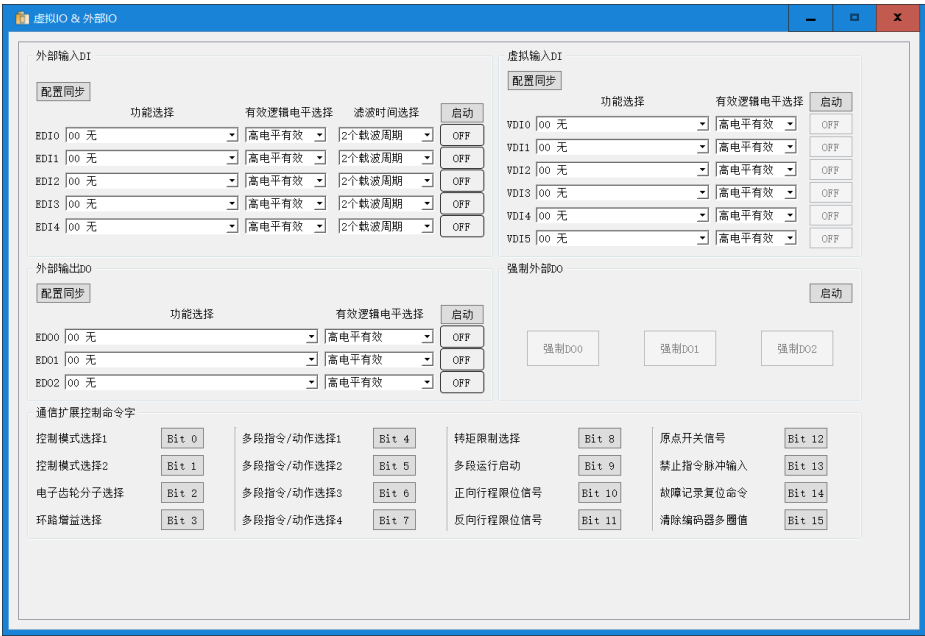 虚拟IO & 外部IO
外部输入DI
配置同步
功能选择 有效逻辑电平选择 滤波时间选择 启动
EDI0 00 无 高电平有效 2个载波周期 OFF
EDI1 00 无 高电平有效 2个载波周期 OFF
EDI2 00 无 高电平有效 2个载波周期 OFF
EDI3 00 无 高电平有效 2个载波周期 OFF
EDI4 00 无 高电平有效 2个载波周期 OFF
虚拟输入DI
配置同步
功能选择 有效逻辑电平选择 启动
VDI0 00 无 高电平有效 OFF
VDI1 00 无 高电平有效 OFF
VDI2 00 无 高电平有效 OFF
VDI3 00 无 高电平有效 OFF
VDI4 00 无 高电平有效 OFF
VDI5 00 无 高电平有效 OFF
外部输出DO
配置同步
功能选择 有效逻辑电平选择 启动
EDO0 00 无 高电平有效 OFF
EDO1 00 无 高电平有效 OFF
EDO2 00 无 高电平有效 OFF
强制外部DO
启动
强制DO0 强制DO1 强制DO2
通信扩展控制命令字
控制模式选择1 Bit 0 多段指令/动作选择1 Bit 4 转矩限制选择 Bit 8 原点开关信号 Bit 12
控制模式选择2 Bit 1 多段指令/动作选择2 Bit 5 多段运行启动 Bit 9 禁止指令脉冲输入 Bit 13
电子齿轮分子选择 Bit 2 多段指令/动作选择3 Bit 6 正向行程限位信号 Bit 10 故障记录复位命令 Bit 14
环路增益选择 Bit 3 多段指令/动作选择4 Bit 7 反向行程限位信号 Bit 11 清除编码器多圈值 Bit 15